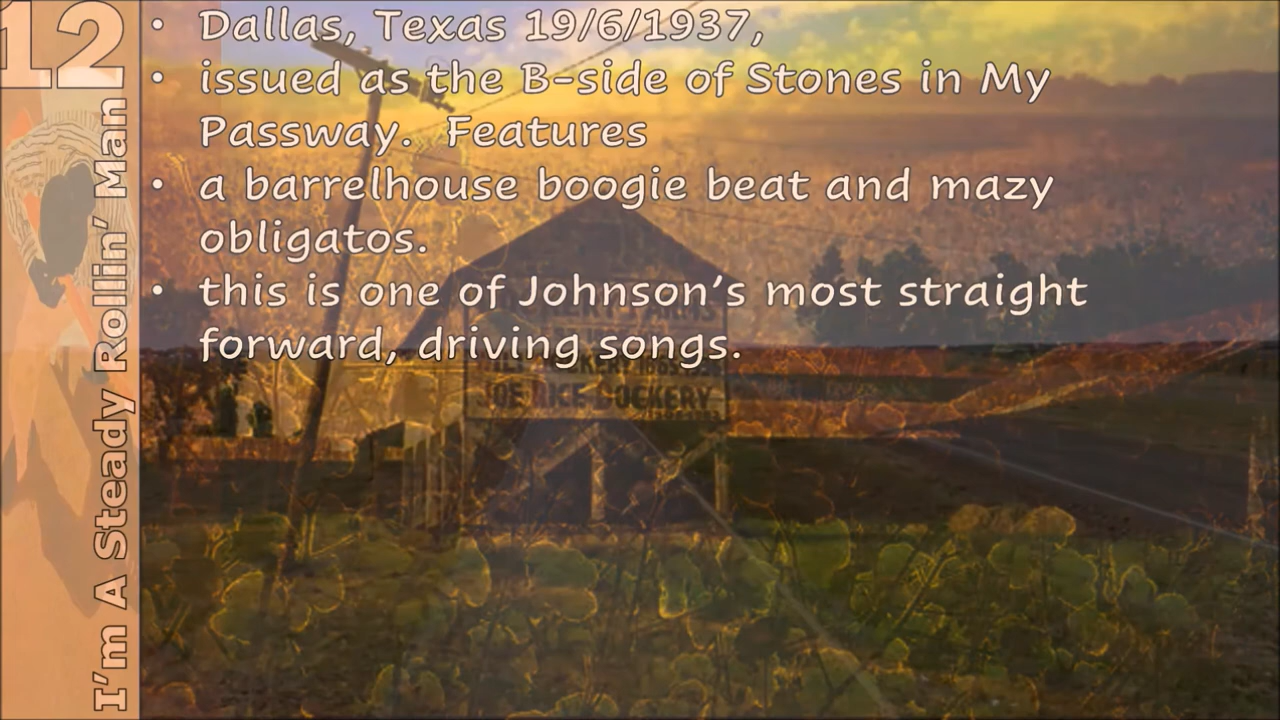 12
I'm A Steady Rollin' Man
• Dallas, Texas 19/6/1937,
• issued as the B-side of Stones in My
Passway. Features
• a barrelhouse boogie beat and mazy
obligatos.
• this is one of Johnson's most straight
forward, driving songs.
JOE RICE DOCKERY